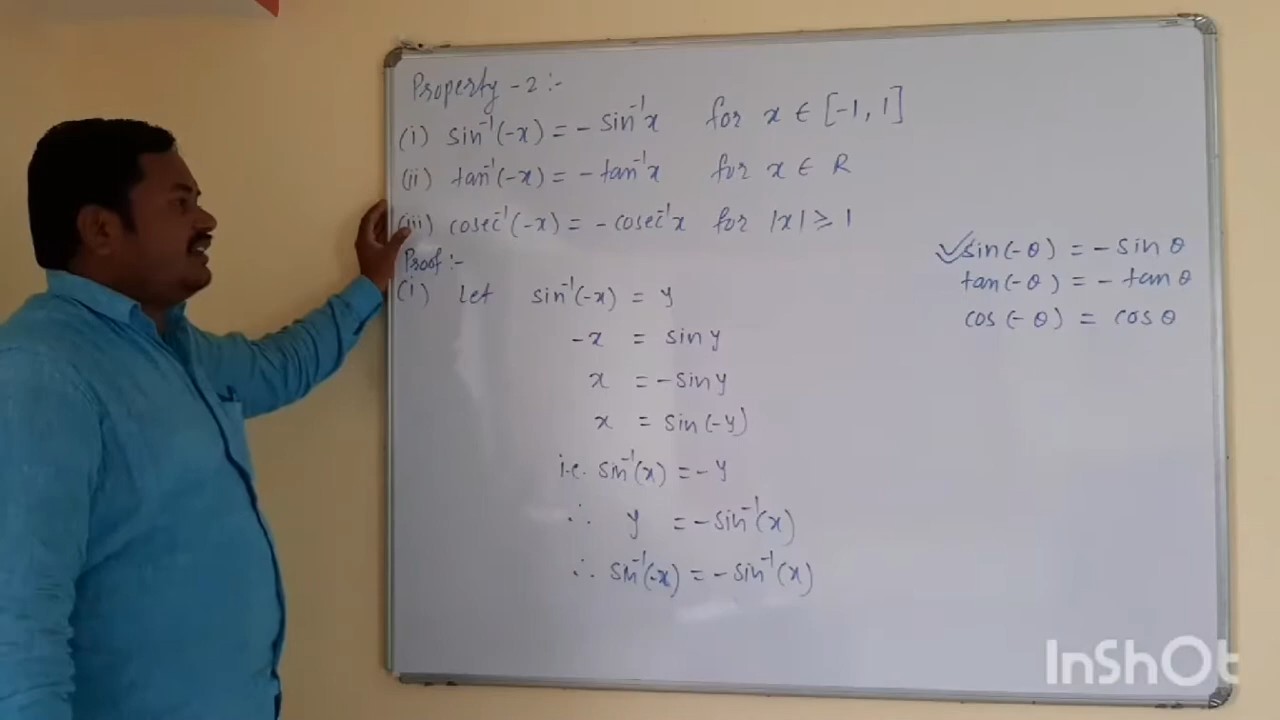 Property - 2 :-
(i) sin⁻¹(-x) = - sin⁻¹x for x ∈ [-1, 1]
(ii) tan⁻¹(-x) = - tan⁻¹x for x ∈ R
(iii) cosec⁻¹(-x) = - cosec⁻¹x for |x| ⩾ 1
Proof :-
(i) Let sin⁻¹(-x) = y
-x = sin y
x = - sin y
x = sin (-y)
i.e. sin⁻¹(x) = - y
∴ y = - sin⁻¹(x)
∴ sin⁻¹(-x) = - sin⁻¹(x)
✓sin(-θ) = - sin θ
tan(-θ) = - tan θ
cos(-θ) = cos θ
InShOt